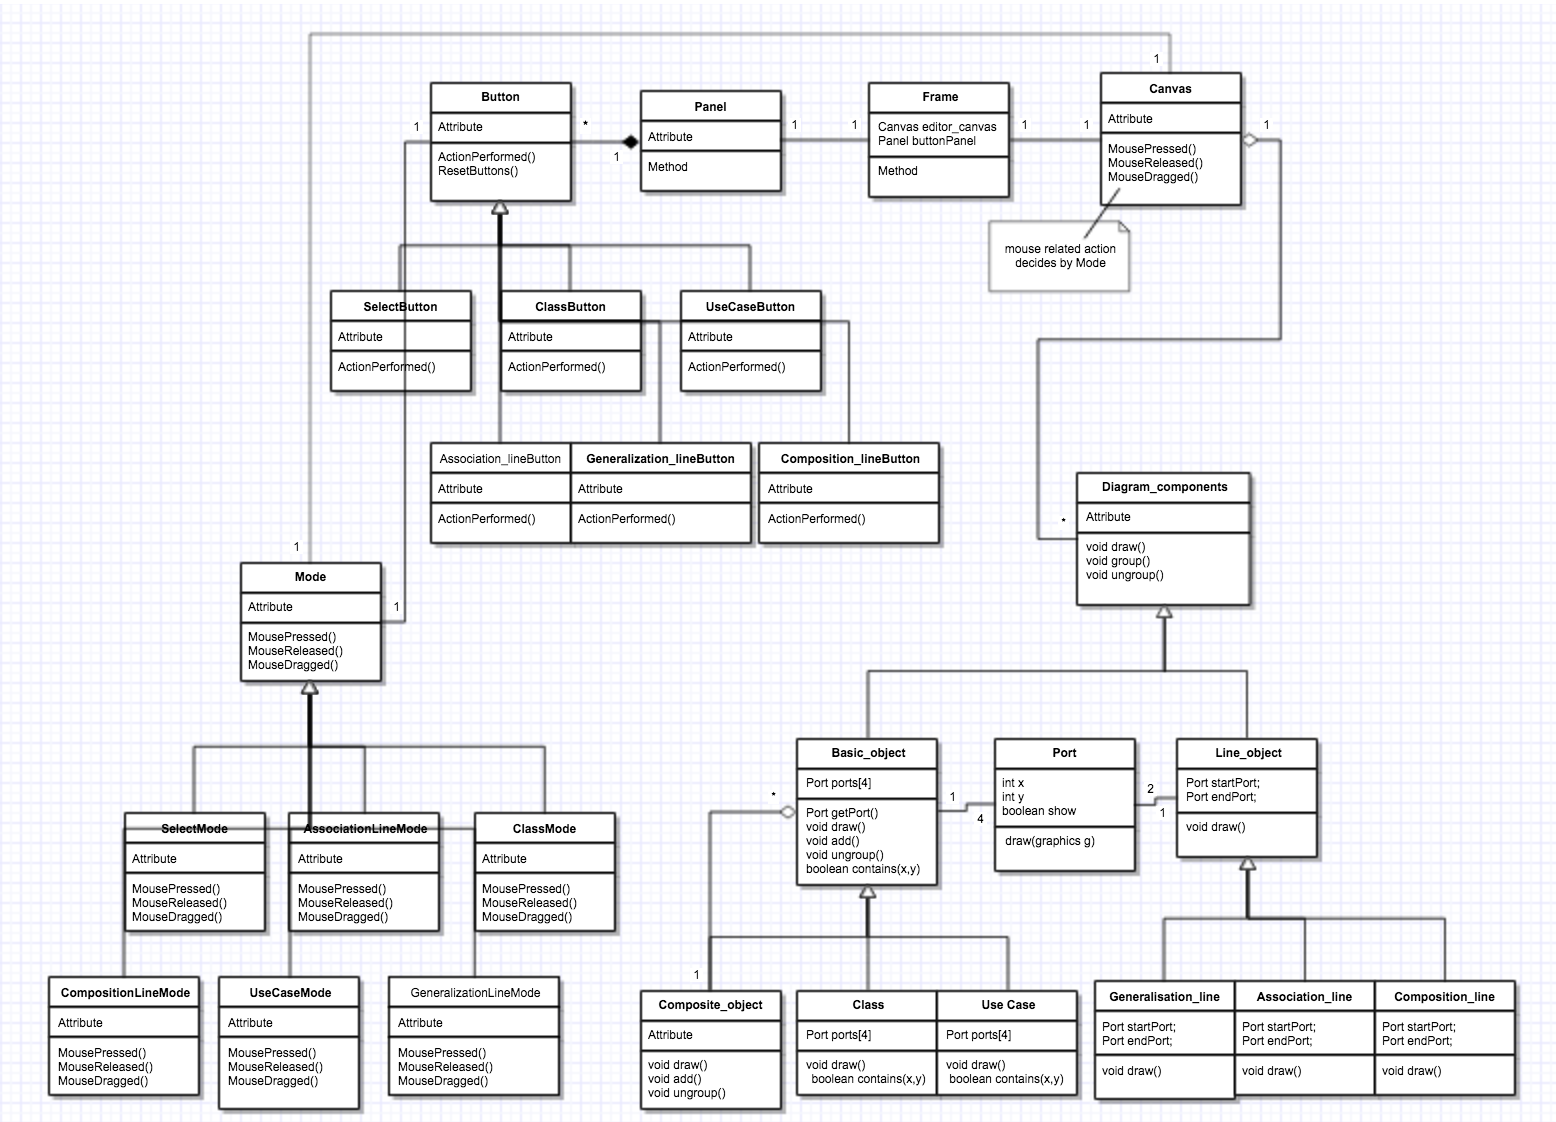 1
Button
Attribute
ActionPerformed()
ResetButtons()
1
*
1
Panel
Attribute
Method
1
1
Frame
Canvas editor_canvas
Panel buttonPanel
Method
1
1
Canvas
Attribute
MousePressed()
MouseReleased()
MouseDragged()
1
mouse related action
decides by Mode
SelectButton
Attribute
ActionPerformed()
ClassButton
Attribute
ActionPerformed()
UseCaseButton
Attribute
ActionPerformed()
Association_lineButton
Attribute
ActionPerformed()
Generalization_lineButton
Attribute
ActionPerformed()
Composition_lineButton
Attribute
ActionPerformed()
*
Diagram_components
Attribute
void draw()
void group()
void ungroup()
1
Mode
Attribute
MousePressed()
MouseReleased()
MouseDragged()
1
SelectMode
Attribute
MousePressed()
MouseReleased()
MouseDragged()
AssociationLineMode
Attribute
MousePressed()
MouseReleased()
MouseDragged()
ClassMode
Attribute
MousePressed()
MouseReleased()
MouseDragged()
CompositionLineMode
Attribute
MousePressed()
MouseReleased()
MouseDragged()
UseCaseMode
Attribute
MousePressed()
MouseReleased()
MouseDragged()
GeneralizationLineMode
Attribute
MousePressed()
MouseReleased()
MouseDragged()
*
Basic_object
Port ports[4]
Port getPort()
void draw()
void add()
void ungroup()
boolean contains(x,y)
1
4
Port
int x
int y
boolean show
draw(graphics g)
2
1
Line_object
Port startPort;
Port endPort;
void draw()
1
Composite_object
Attribute
void draw()
void add()
void ungroup()
Class
Port ports[4]
void draw()
boolean contains(x,y)
Use Case
Port ports[4]
void draw()
boolean contains(x,y)
Generalisation_line
Port startPort;
Port endPort;
void draw()
Association_line
Port startPort;
Port endPort;
void draw()
Composition_line
Port startPort;
Port endPort;
void draw()